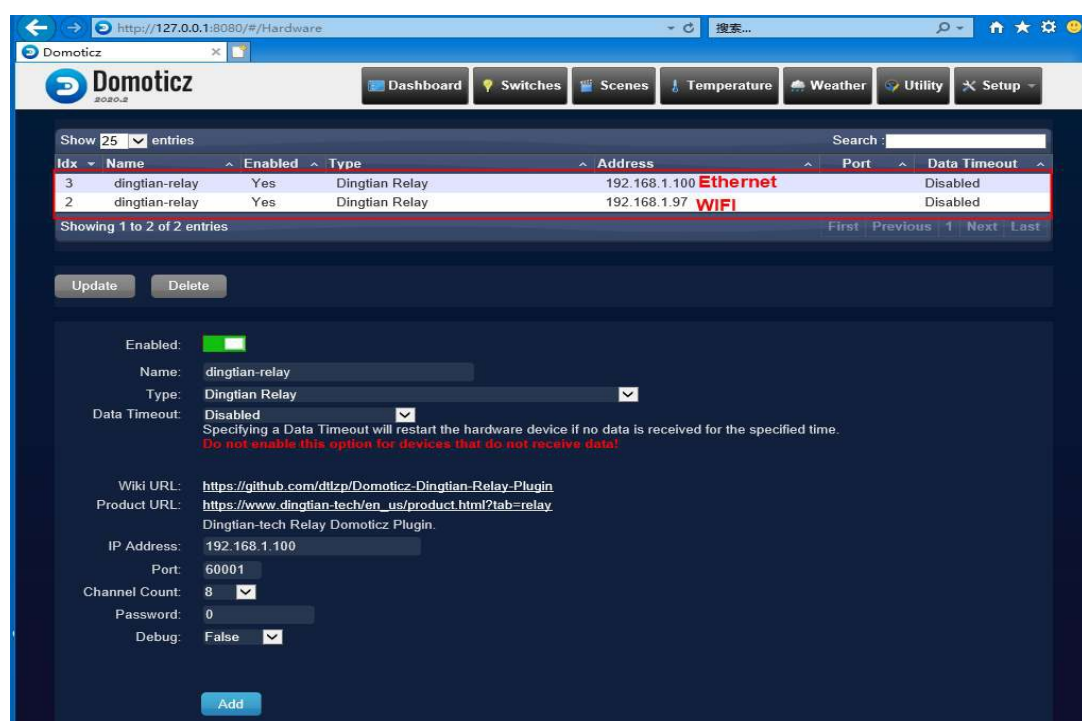 http://127.0.0.1:8080/#/Hardware 搜索...
Domoticz
Domoticz Dashboard Switches Scenes Temperature Weather Utility Setup
2020.2
Show 25 entries Search :
Idx Name Enabled Type Address Port Data Timeout
3 dingtian-relay Yes Dingtian Relay 192.168.1.100 Ethernet Disabled
2 dingtian-relay Yes Dingtian Relay 192.168.1.97 WIFI Disabled
Showing 1 to 2 of 2 entries First Previous 1 Next Last
Update Delete
Enabled:
Name: dingtian-relay
Type: Dingtian Relay
Data Timeout: Disabled
Specifying a Data Timeout will restart the hardware device if no data is received for the specified time.
Do not enable this option for devices that do not receive data!
Wiki URL: https://github.com/dtlzp/Domoticz-Dingtian-Relay-Plugin
Product URL: https://www.dingtian-tech/en_us/product.html?tab=relay
Dingtian-tech Relay Domoticz Plugin.
IP Address: 192.168.1.100
Port: 60001
Channel Count: 8
Password: 0
Debug: False
Add